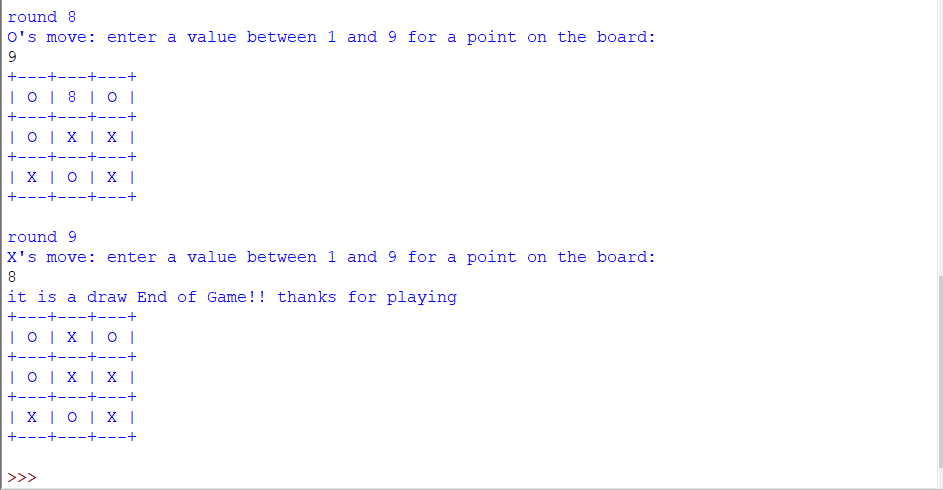 round 8
O's move: enter a value between 1 and 9 for a point on the board:
9
+---+---+---+
| O | 8 | O |
+---+---+---+
| O | X | X |
+---+---+---+
| X | O | X |
+---+---+---+
round 9
X's move: enter a value between 1 and 9 for a point on the board:
8
it is a draw End of Game!! thanks for playing
+---+---+---+
| O | X | O |
+---+---+---+
| O | X | X |
+---+---+---+
| X | O | X |
+---+---+---+
>>>